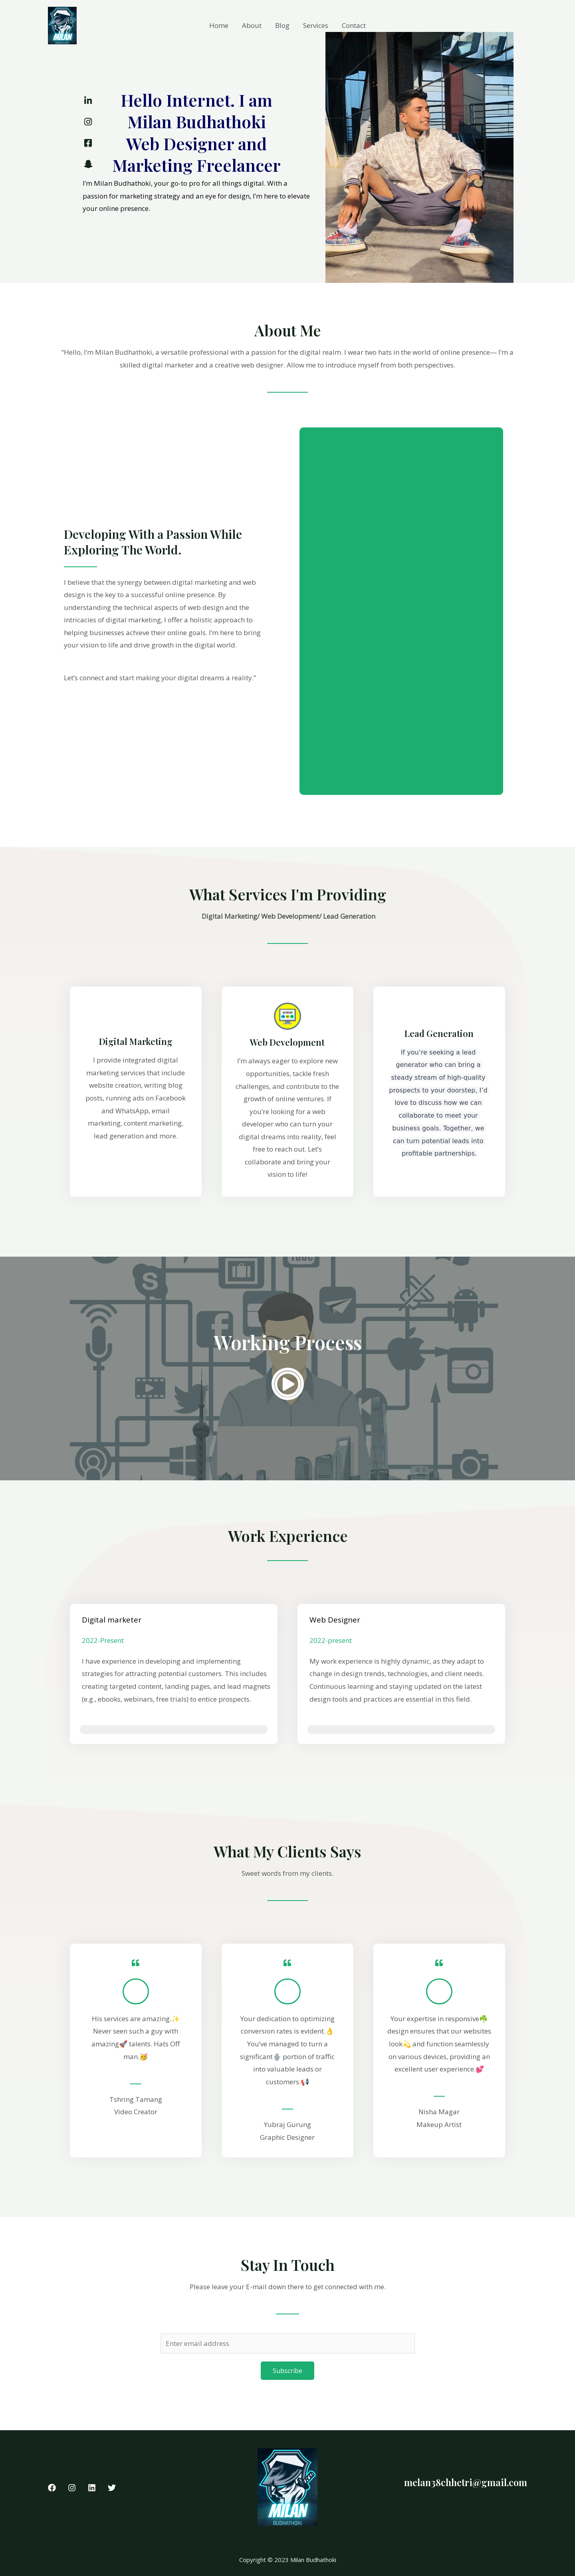 MILAN
Home About Blog Services Contact
Hello Internet. I am
Milan Budhathoki
Web Designer and
Marketing Freelancer
I'm Milan Budhathoki, your go-to pro for all things digital. With a
passion for marketing strategy and an eye for design, I'm here to elevate
your online presence.
About Me
"Hello, I'm Milan Budhathoki, a versatile professional with a passion for the digital realm. I wear two hats in the world of online presence— I'm a
skilled digital marketer and a creative web designer. Allow me to introduce myself from both perspectives.
Developing With a Passion While
Exploring The World.
I believe that the synergy between digital marketing and web
design is the key to a successful online presence. By
understanding the technical aspects of web design and the
intricacies of digital marketing, I offer a holistic approach to
helping businesses achieve their online goals. I'm here to bring
your vision to life and drive growth in the digital world.
Let's connect and start making your digital dreams a reality."
What Services I'm Providing
Digital Marketing/ Web Development/ Lead Generation
Digital Marketing
I provide integrated digital
marketing services that include
website creation, writing blog
posts, running ads on Facebook
and WhatsApp, email
marketing, content marketing,
lead generation and more.
WWW
Web Development
I'm always eager to explore new
opportunities, tackle fresh
challenges, and contribute to the
growth of online ventures. If
you're looking for a web
developer who can turn your
digital dreams into reality, feel
free to reach out. Let's
collaborate and bring your
vision to life!
Lead Generation
If you're seeking a lead
generator who can bring a
steady stream of high-quality
prospects to your doorstep, I'd
love to discuss how we can
collaborate to meet your
business goals. Together, we
can turn potential leads into
profitable partnerships.
Working Process
Work Experience
Digital marketer
2022-Present
I have experience in developing and implementing
strategies for attracting potential customers. This includes
creating targeted content, landing pages, and lead magnets
(e.g., ebooks, webinars, free trials) to entice prospects.
Web Designer
2022-present
My work experience is highly dynamic, as they adapt to
change in design trends, technologies, and client needs.
Continuous learning and staying updated on the latest
design tools and practices are essential in this field.
What My Clients Says
Sweet words from my clients.
His services are amazing.✨
Never seen such a guy with
amazing🚀 talents. Hats Off
man.🥳
Tshring Tamang
Video Creator
Your dedication to optimizing
conversion rates is evident.👌
You've managed to turn a
significant🪬 portion of traffic
into valuable leads or
customers.📢
Yubraj Gurung
Graphic Designer
Your expertise in responsive☘️
design ensures that our websites
look💫 and function seamlessly
on various devices, providing an
excellent user experience.💕
Nisha Magar
Makeup Artist
Stay In Touch
Please leave your E-mail down there to get connected with me.
Enter email address
Subscribe
MILAN
BUDHATHOKI
melan38chhetri@gmail.com
Copyright © 2023 Milan Budhathoki